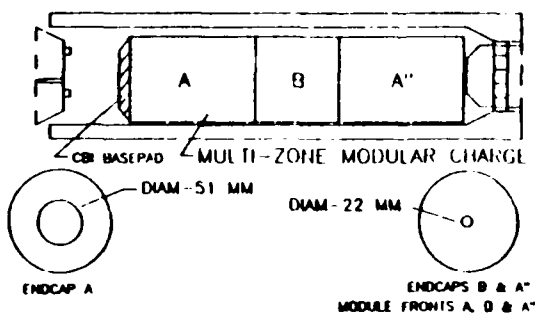 A B A"
CBI BASEPAD MULTI-ZONE MODULAR CHARGE
DIAM-51 MM DIAM-22 MM
ENDCAP A ENDCAPS B & A"
MODULE FRONTS A, B & A"